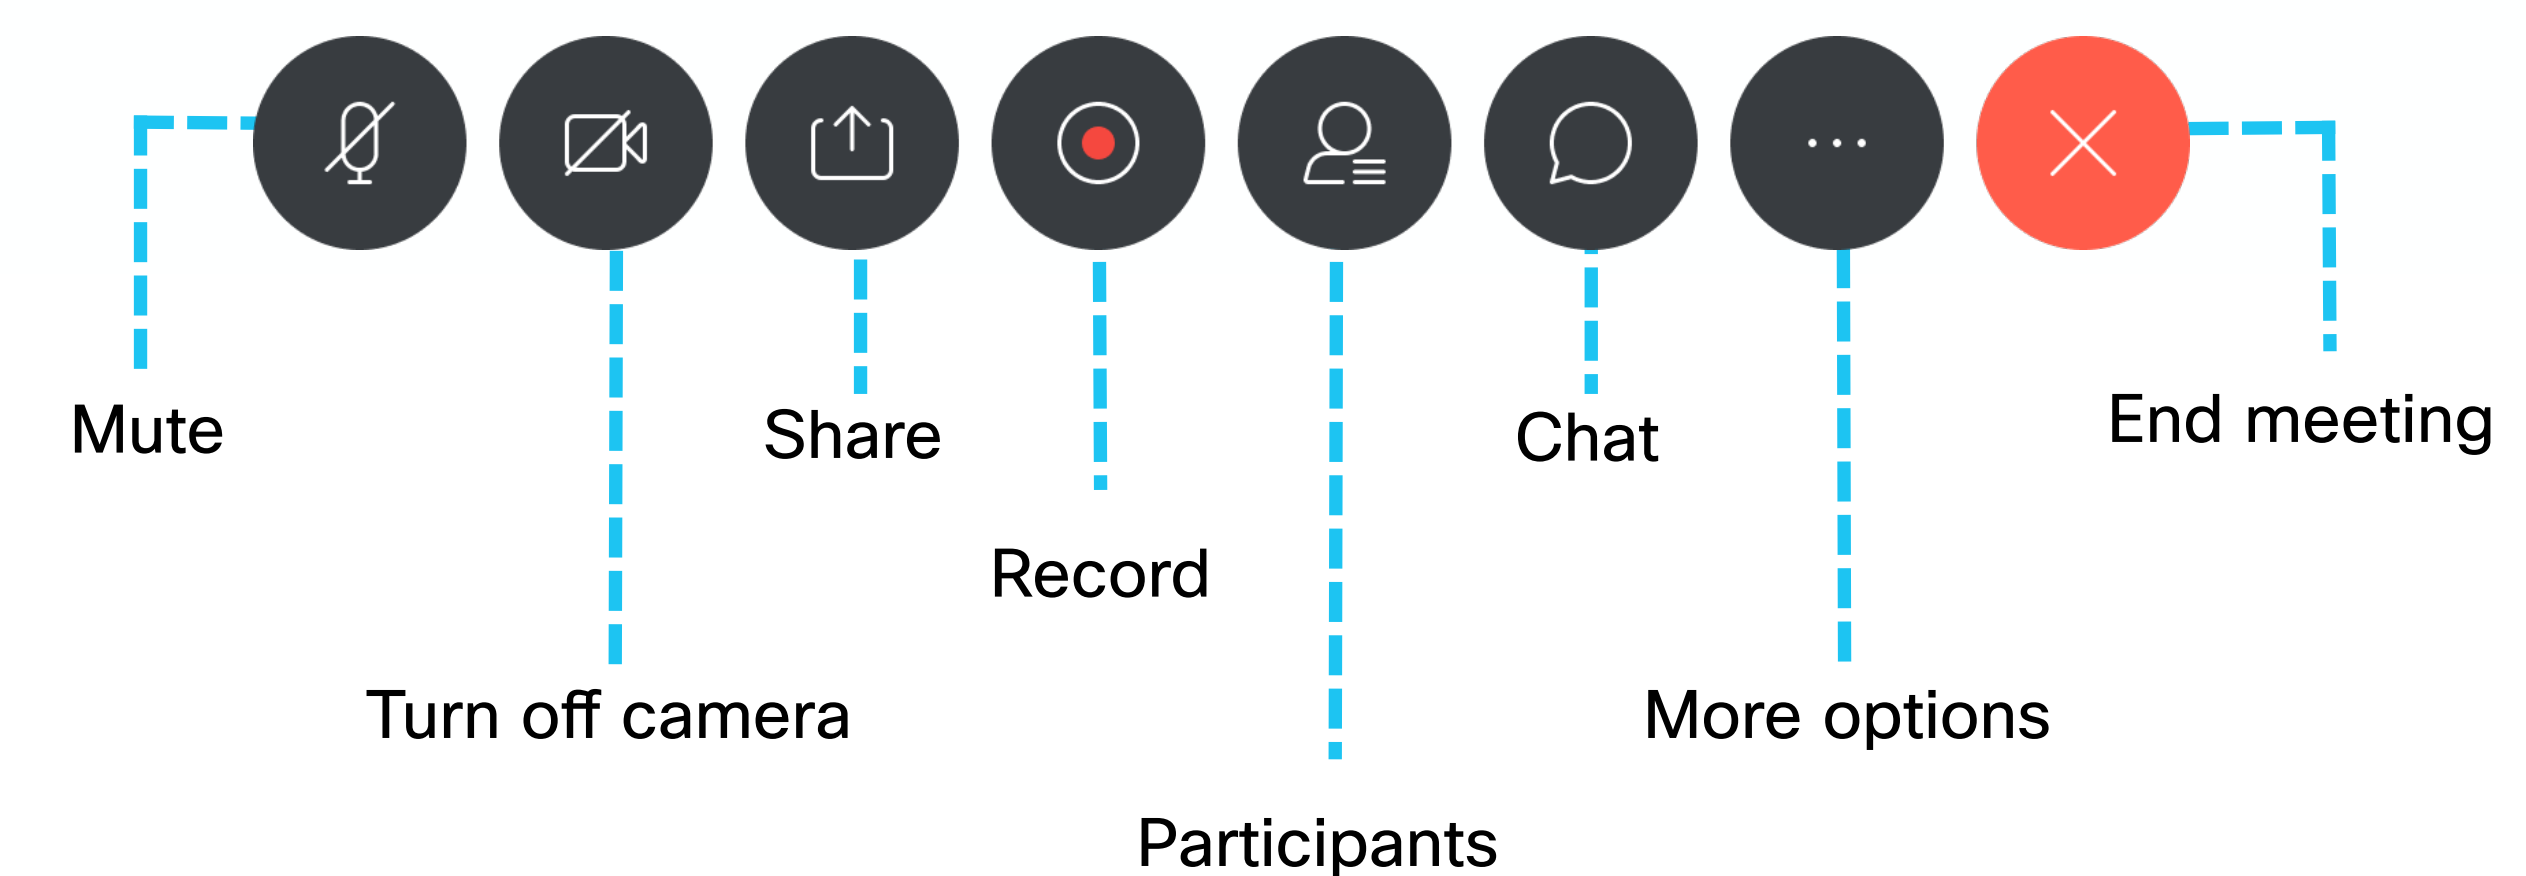 Mute
Turn off camera
Share
Record
Participants
Chat
More options
End meeting